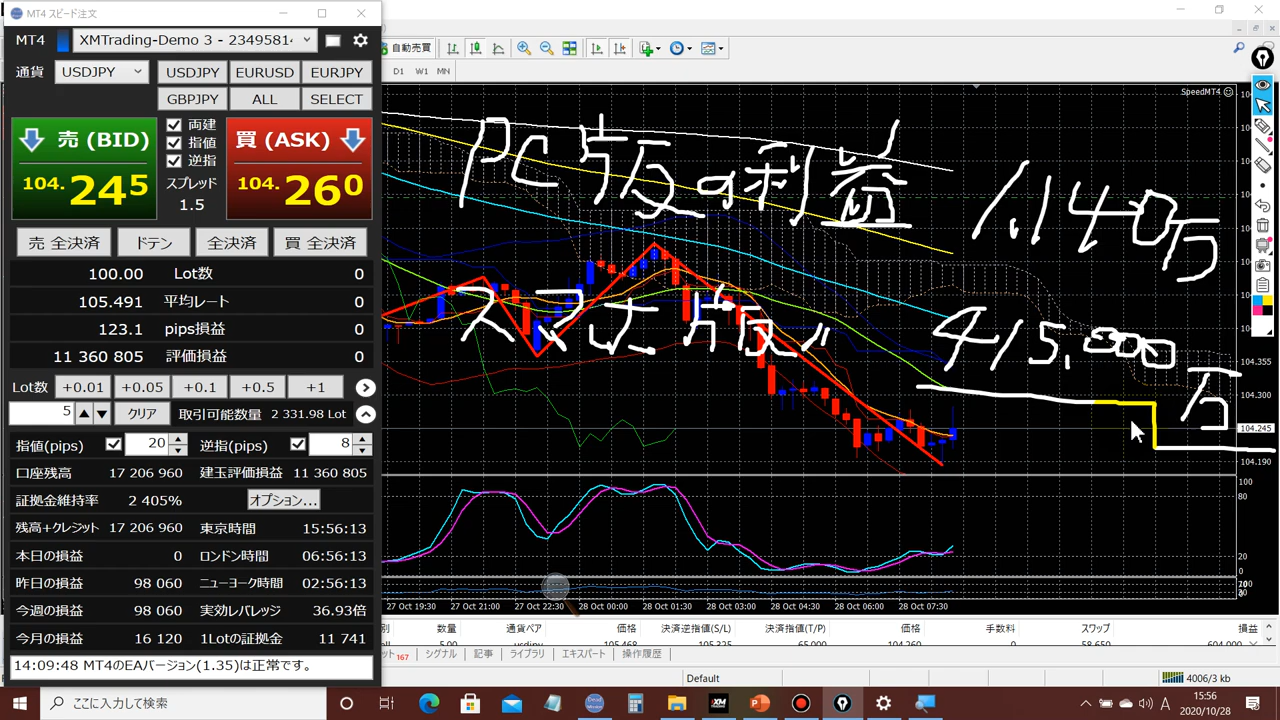 MT4 スピード注文
MT4 XMTrading-Demo 3 - 23495814
自動売買
通貨 USDJPY USDJPY EURUSD EURJPY
GBPJPY ALL SELECT
D1 W1 MN
SpeedMT4
売 (BID) 両建 買 (ASK)
指値
逆指
104.245 スプレッド 104.260
1.5
PC版の利益 1,140万
スマホ版〃 415,000万
売 全決済 ドテン 全決済 買 全決済
100.00 Lot数 0
105.491 平均レート 0
123.1 pips損益 0
11 360 805 評価損益 0
Lot数 +0.01 +0.05 +0.1 +0.5 +1
5 クリア 取引可能数量 2 331.98 Lot
指値(pips) 20 逆指(pips) 8
口座残高 17 206 960 建玉評価損益 11 360 805
証拠金維持率 2 405% オプション...
残高+クレジット 17 206 960 東京時間 15:56:13
本日の損益 0 ロンドン時間 06:56:13
昨日の損益 98 060 ニューヨーク時間 02:56:13
今週の損益 98 060 実効レバレッジ 36.93倍
今月の損益 16 120 1Lotの証拠金 11 741
14:09:48 MT4のEAバージョン(1.35)は正常です。
104.355
104.300
104.245
104.190
100
80
20
0
27 Oct 19:30 27 Oct 21:00 27 Oct 22:30 28 Oct 00:00 28 Oct 01:30 28 Oct 03:00 28 Oct 04:30 28 Oct 06:00 28 Oct 07:30
数量 通貨ペア 価格 決済逆指値(S/L) 決済指値(T/P) 価格 手数料 スワップ 損益
5.00 usdjpy 105.468 65.000 104.260 58.650 604.000
167 シグナル 記事 ライブラリ エキスパート 操作履歴
Default 4006/3 kb
ここに入力して検索
15:56
2020/10/28